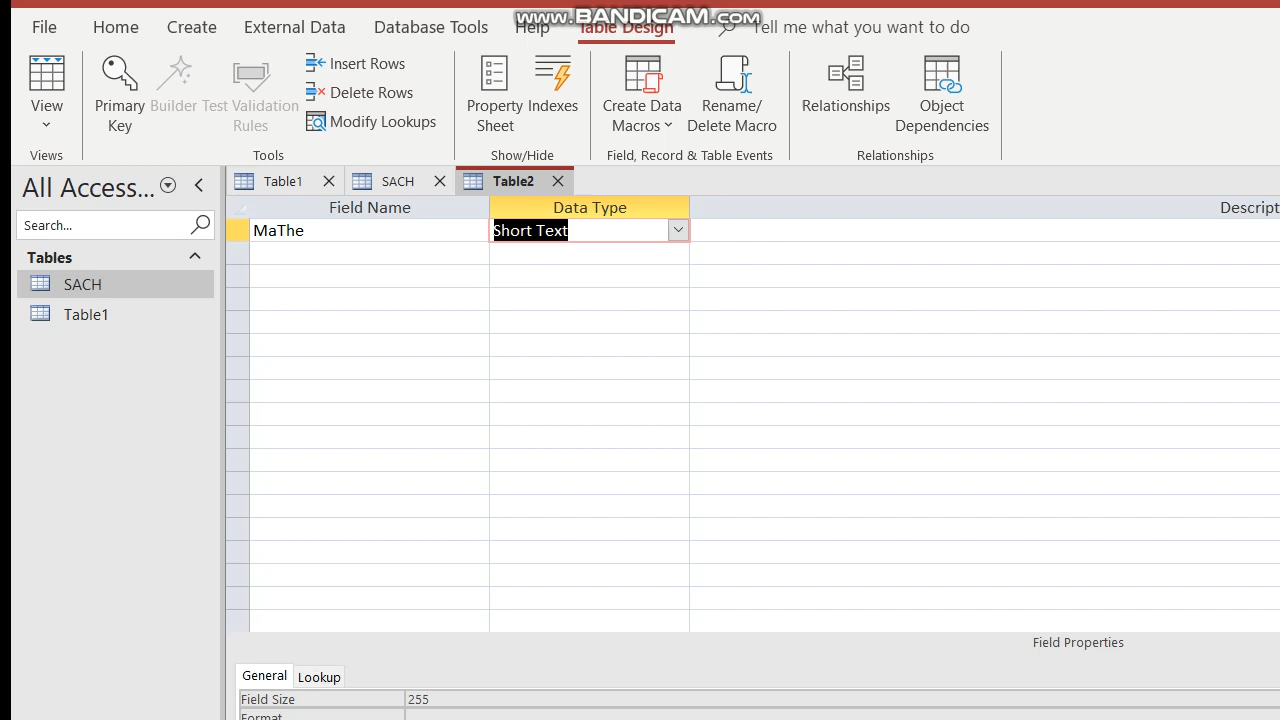 www.BANDICAM.com
File Home Create External Data Database Tools Help Table Design Tell me what you want to do
View
Primary Key
Builder
Test Validation Rules
Insert Rows
Delete Rows
Modify Lookups
Property Sheet
Indexes
Create Data Macros
Rename/ Delete Macro
Relationships
Object Dependencies
Views Tools Show/Hide Field, Record & Table Events Relationships
All Access...
Search...
Tables
SACH
Table1
Table1 SACH Table2
Field Name Data Type Descript
MaThe Short Text
Field Properties
General Lookup
Field Size 255
Format